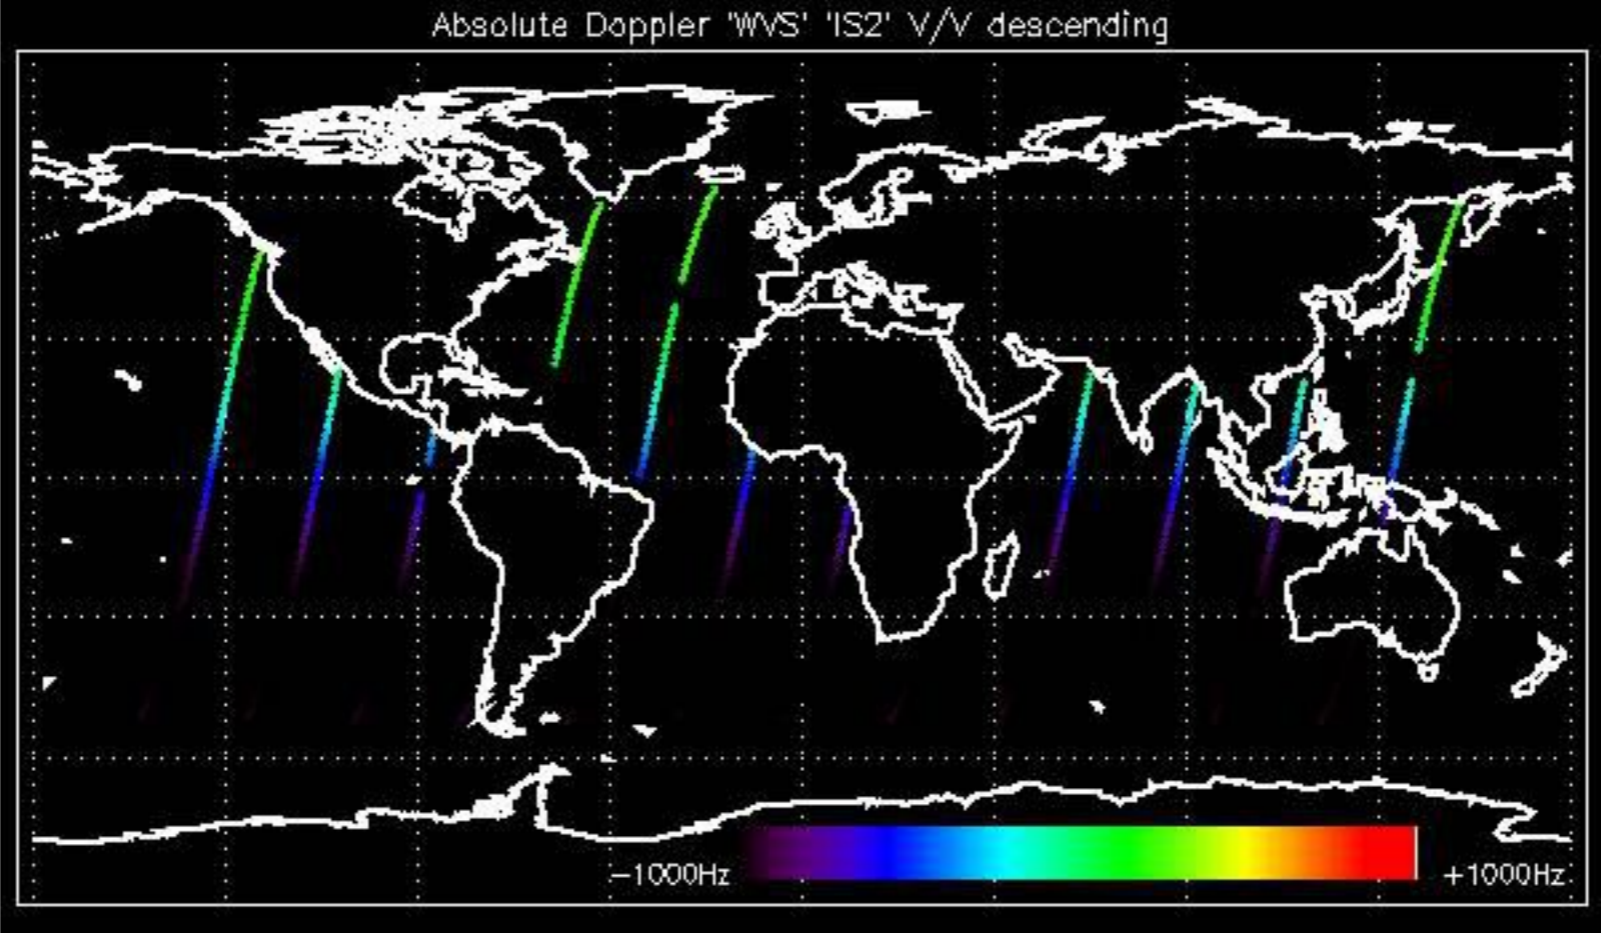 Absolute Doppler 'WVS' 'IS2' V/V descending
−1000Hz +1000Hz